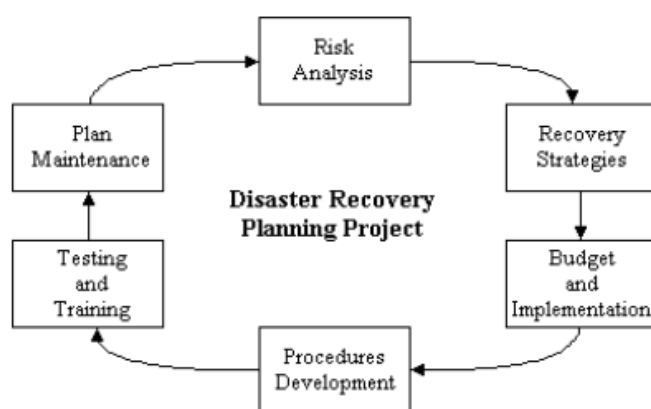 Risk
Analysis
Recovery
Strategies
Budget
and
Implementation
Procedures
Development
Testing
and
Training
Plan
Maintenance
Disaster Recovery
Planning Project